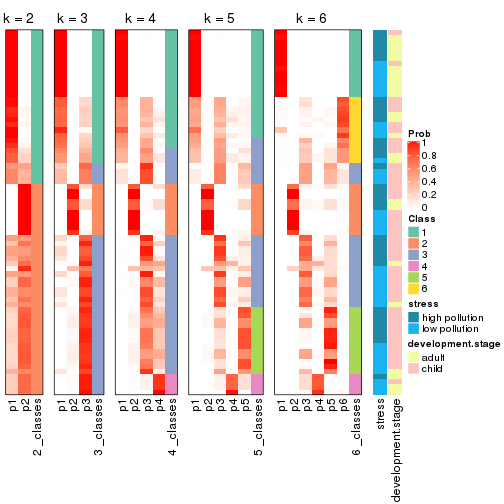 k = 2
k = 3
k = 4
k = 5
k = 6
Prob
1
0.8
0.6
0.4
0.2
0
Class
1
2
3
4
5
6
stress
high pollution
low pollution
development.stage
adult
child
p1
p2
2_classes
p1
p2
p3
3_classes
p1
p2
p3
p4
4_classes
p1
p2
p3
p4
p5
5_classes
p1
p2
p3
p4
p5
p6
6_classes
stress
development.stage